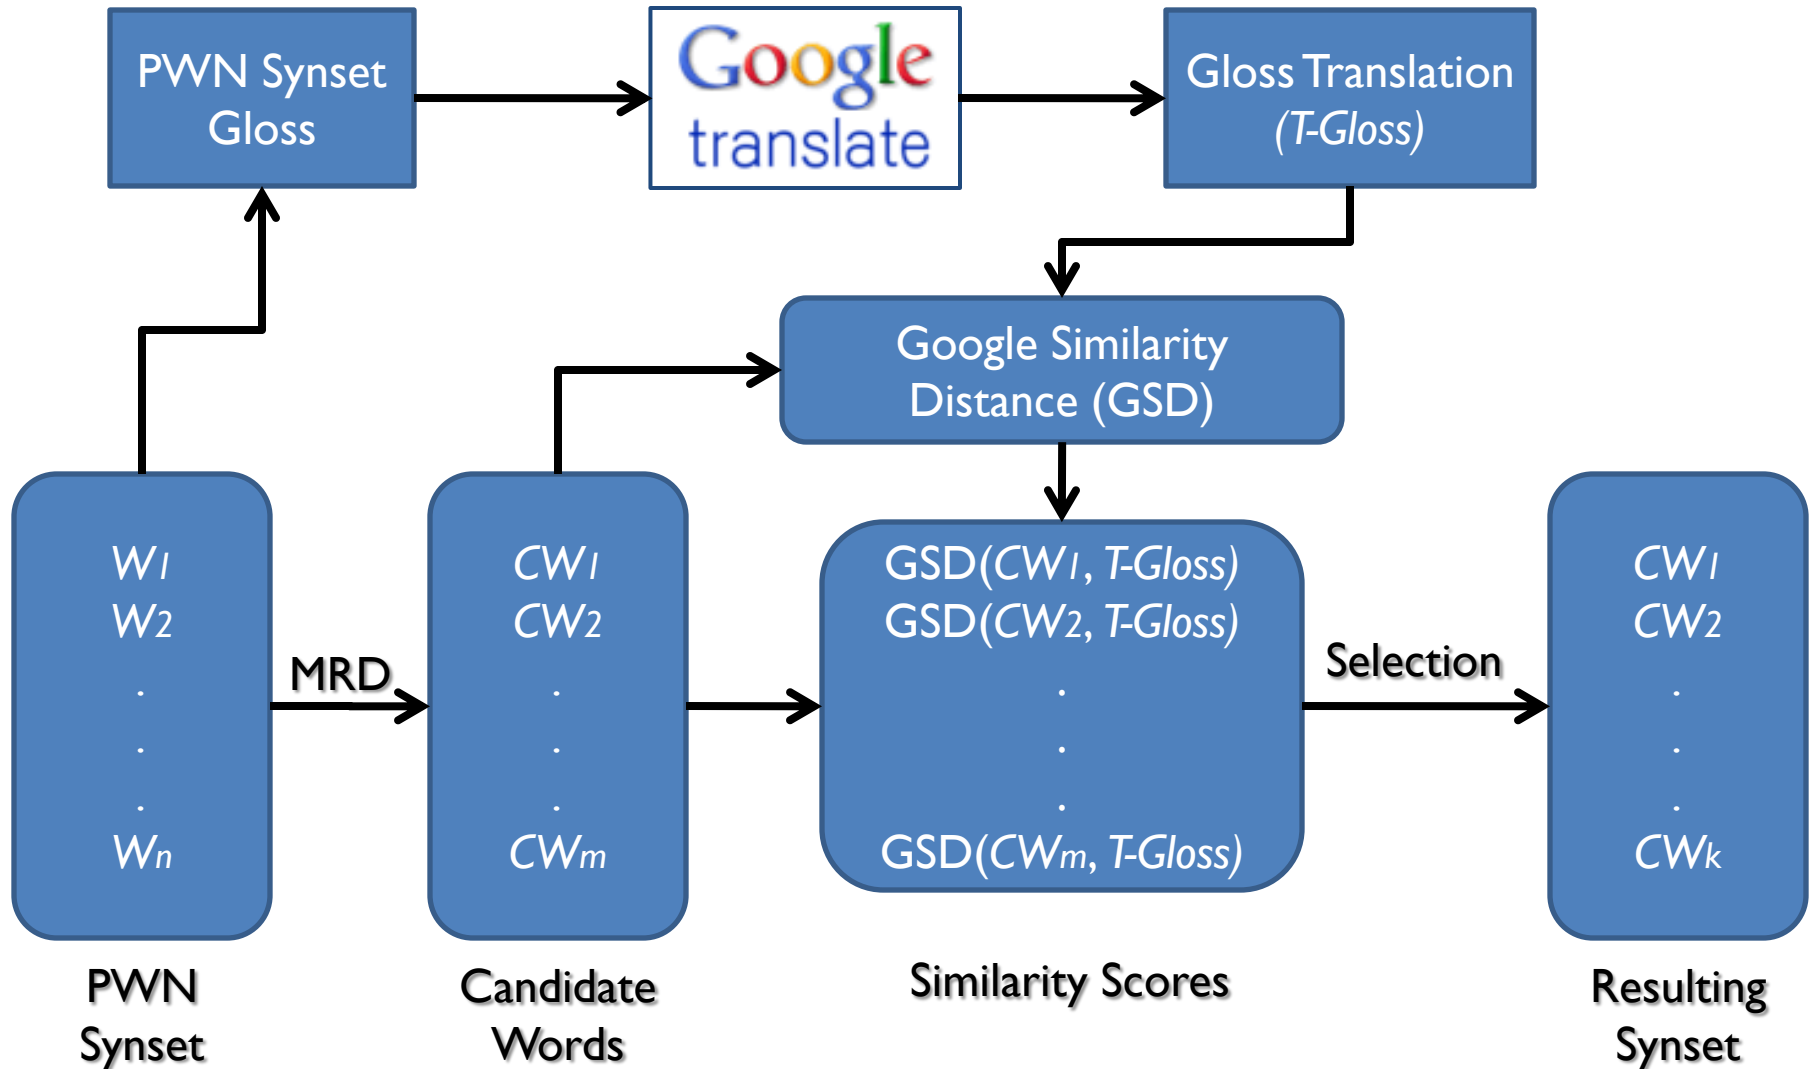 PWN Synset
Gloss
Google
translate
Gloss Translation
(T-Gloss)
Google Similarity
Distance (GSD)
W1
W2
.
.
.
Wn
MRD
CW1
CW2
.
.
.
CWm
GSD(CW1, T-Gloss)
GSD(CW2, T-Gloss)
.
.
.
GSD(CWm, T-Gloss)
Selection
CW1
CW2
.
.
.
CWk
PWN
Synset
Candidate
Words
Similarity Scores
Resulting
Synset